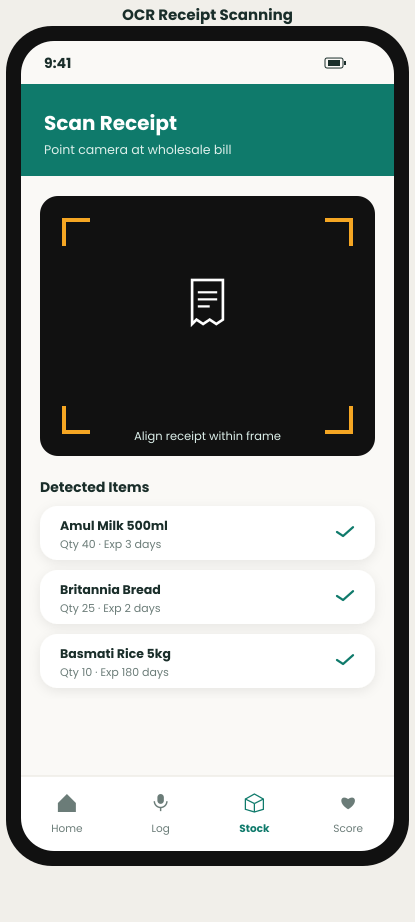 OCR Receipt Scanning
9:41
Scan Receipt
Point camera at wholesale bill
Align receipt within frame
Detected Items
Amul Milk 500ml
Qty 40 · Exp 3 days
Britannia Bread
Qty 25 · Exp 2 days
Basmati Rice 5kg
Qty 10 · Exp 180 days
Home Log Stock Score